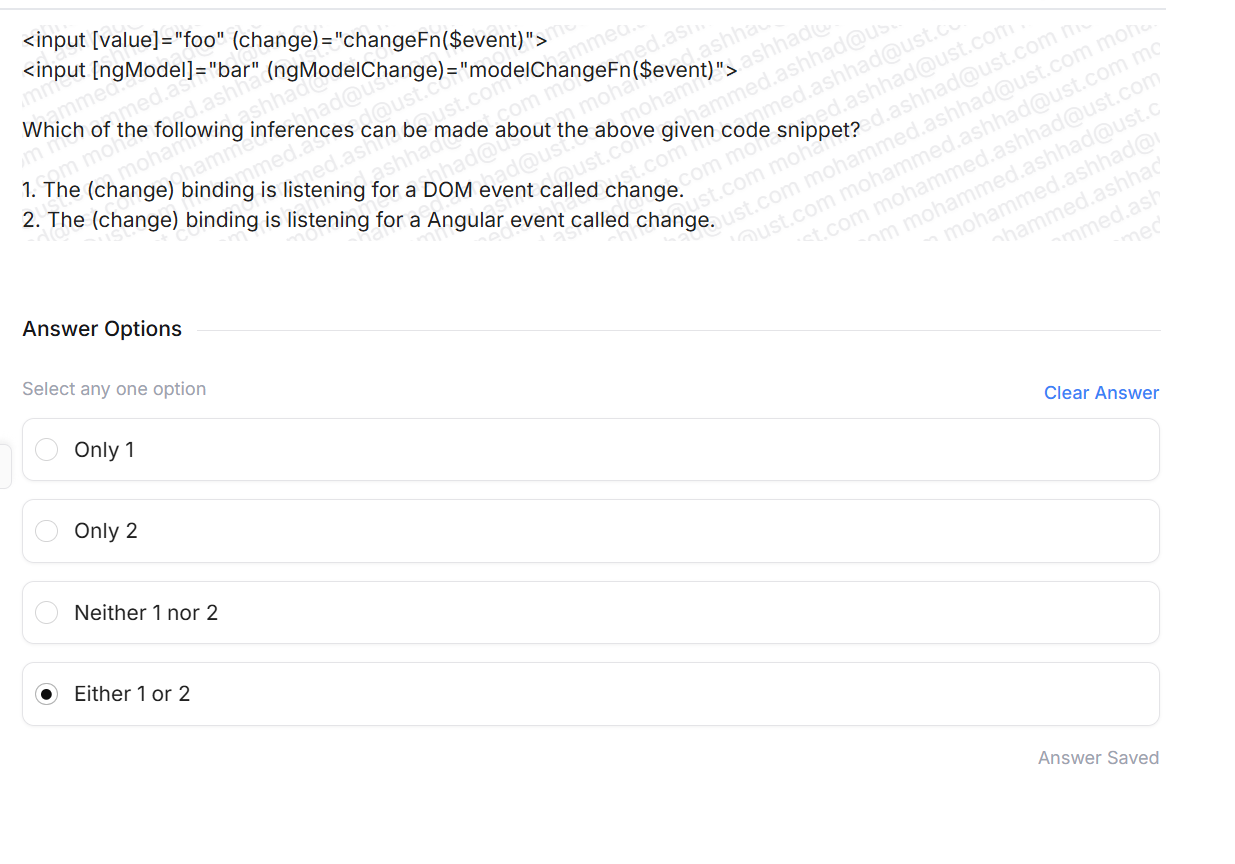 <input [value]="foo" (change)="changeFn($event)">
<input [ngModel]="bar" (ngModelChange)="modelChangeFn($event)">
Which of the following inferences can be made about the above given code snippet?
1. The (change) binding is listening for a DOM event called change.
2. The (change) binding is listening for a Angular event called change.
Answer Options
Select any one option
Clear Answer
Only 1
Only 2
Neither 1 nor 2
Either 1 or 2
Answer Saved